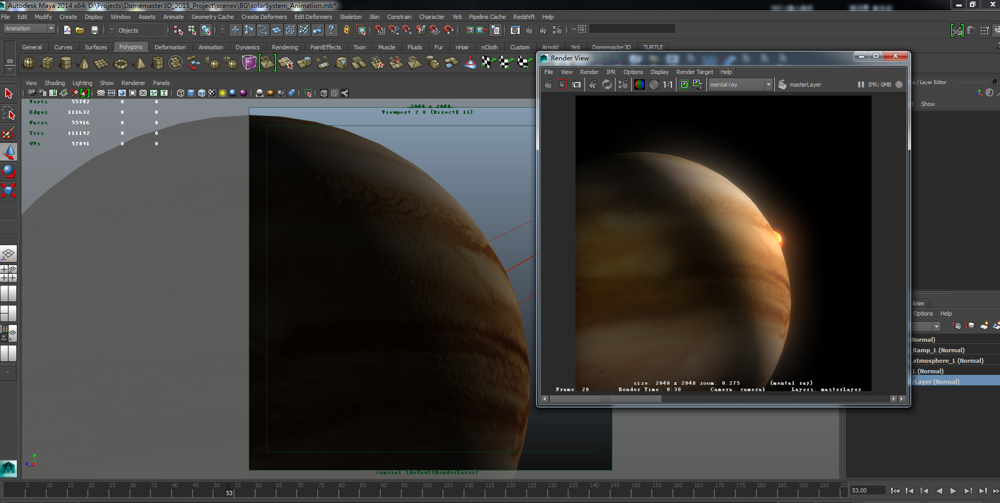 Autodesk Maya 2014 x64: D:\Projects\Domemaster3D_2015_Project\scenes\BG\solarSystem_Animation.mb*
File Edit Modify Create Display Window Assets Animate Geometry Cache Create Deformers Edit Deformers Skeleton Skin Constrain Character Yeti Pipeline Cache Redshift Help
Animation Objects
General Curves Surfaces Polygons Deformation Animation Dynamics Rendering PaintEffects Toon Muscle Fluids Fur nHair nCloth Custom Arnold Yeti Domemaster3D TURTLE
View Shading Lighting Show Renderer Panels
Verts: 55742 0 0
Edges: 111632 0 0
Faces: 55916 0 0
Tris: 111192 0 0
UVs: 57891 0 0
2048 x 2048
Viewport 2.0 (DirectX 11)
camera1 (defaultRenderLayer)
Render View
File View Render IPR Options Display Render Target Help
1:1 mental ray masterLayer IPR: 0MB
size: 2048 x 2048 zoom: 0.275 (mental ray)
Frame: 20 Render Time: 0:30 Camera: camera1 Layers: masterLayer
/ Layer Editor
Show
Anim
Options Help
Normal)
Ramp_L (Normal)
atmosphere_L (Normal)
L (Normal)
rLayer (Normal)
y
z
MAYA
5 10 15 20 25 30 35 40 45 50 55 60 65 70 75 80 85 90 95 100 105 110 115 120 125 130 135 140 145 150 155 160 165 170 175 180 185 190 195 200
53
53.00